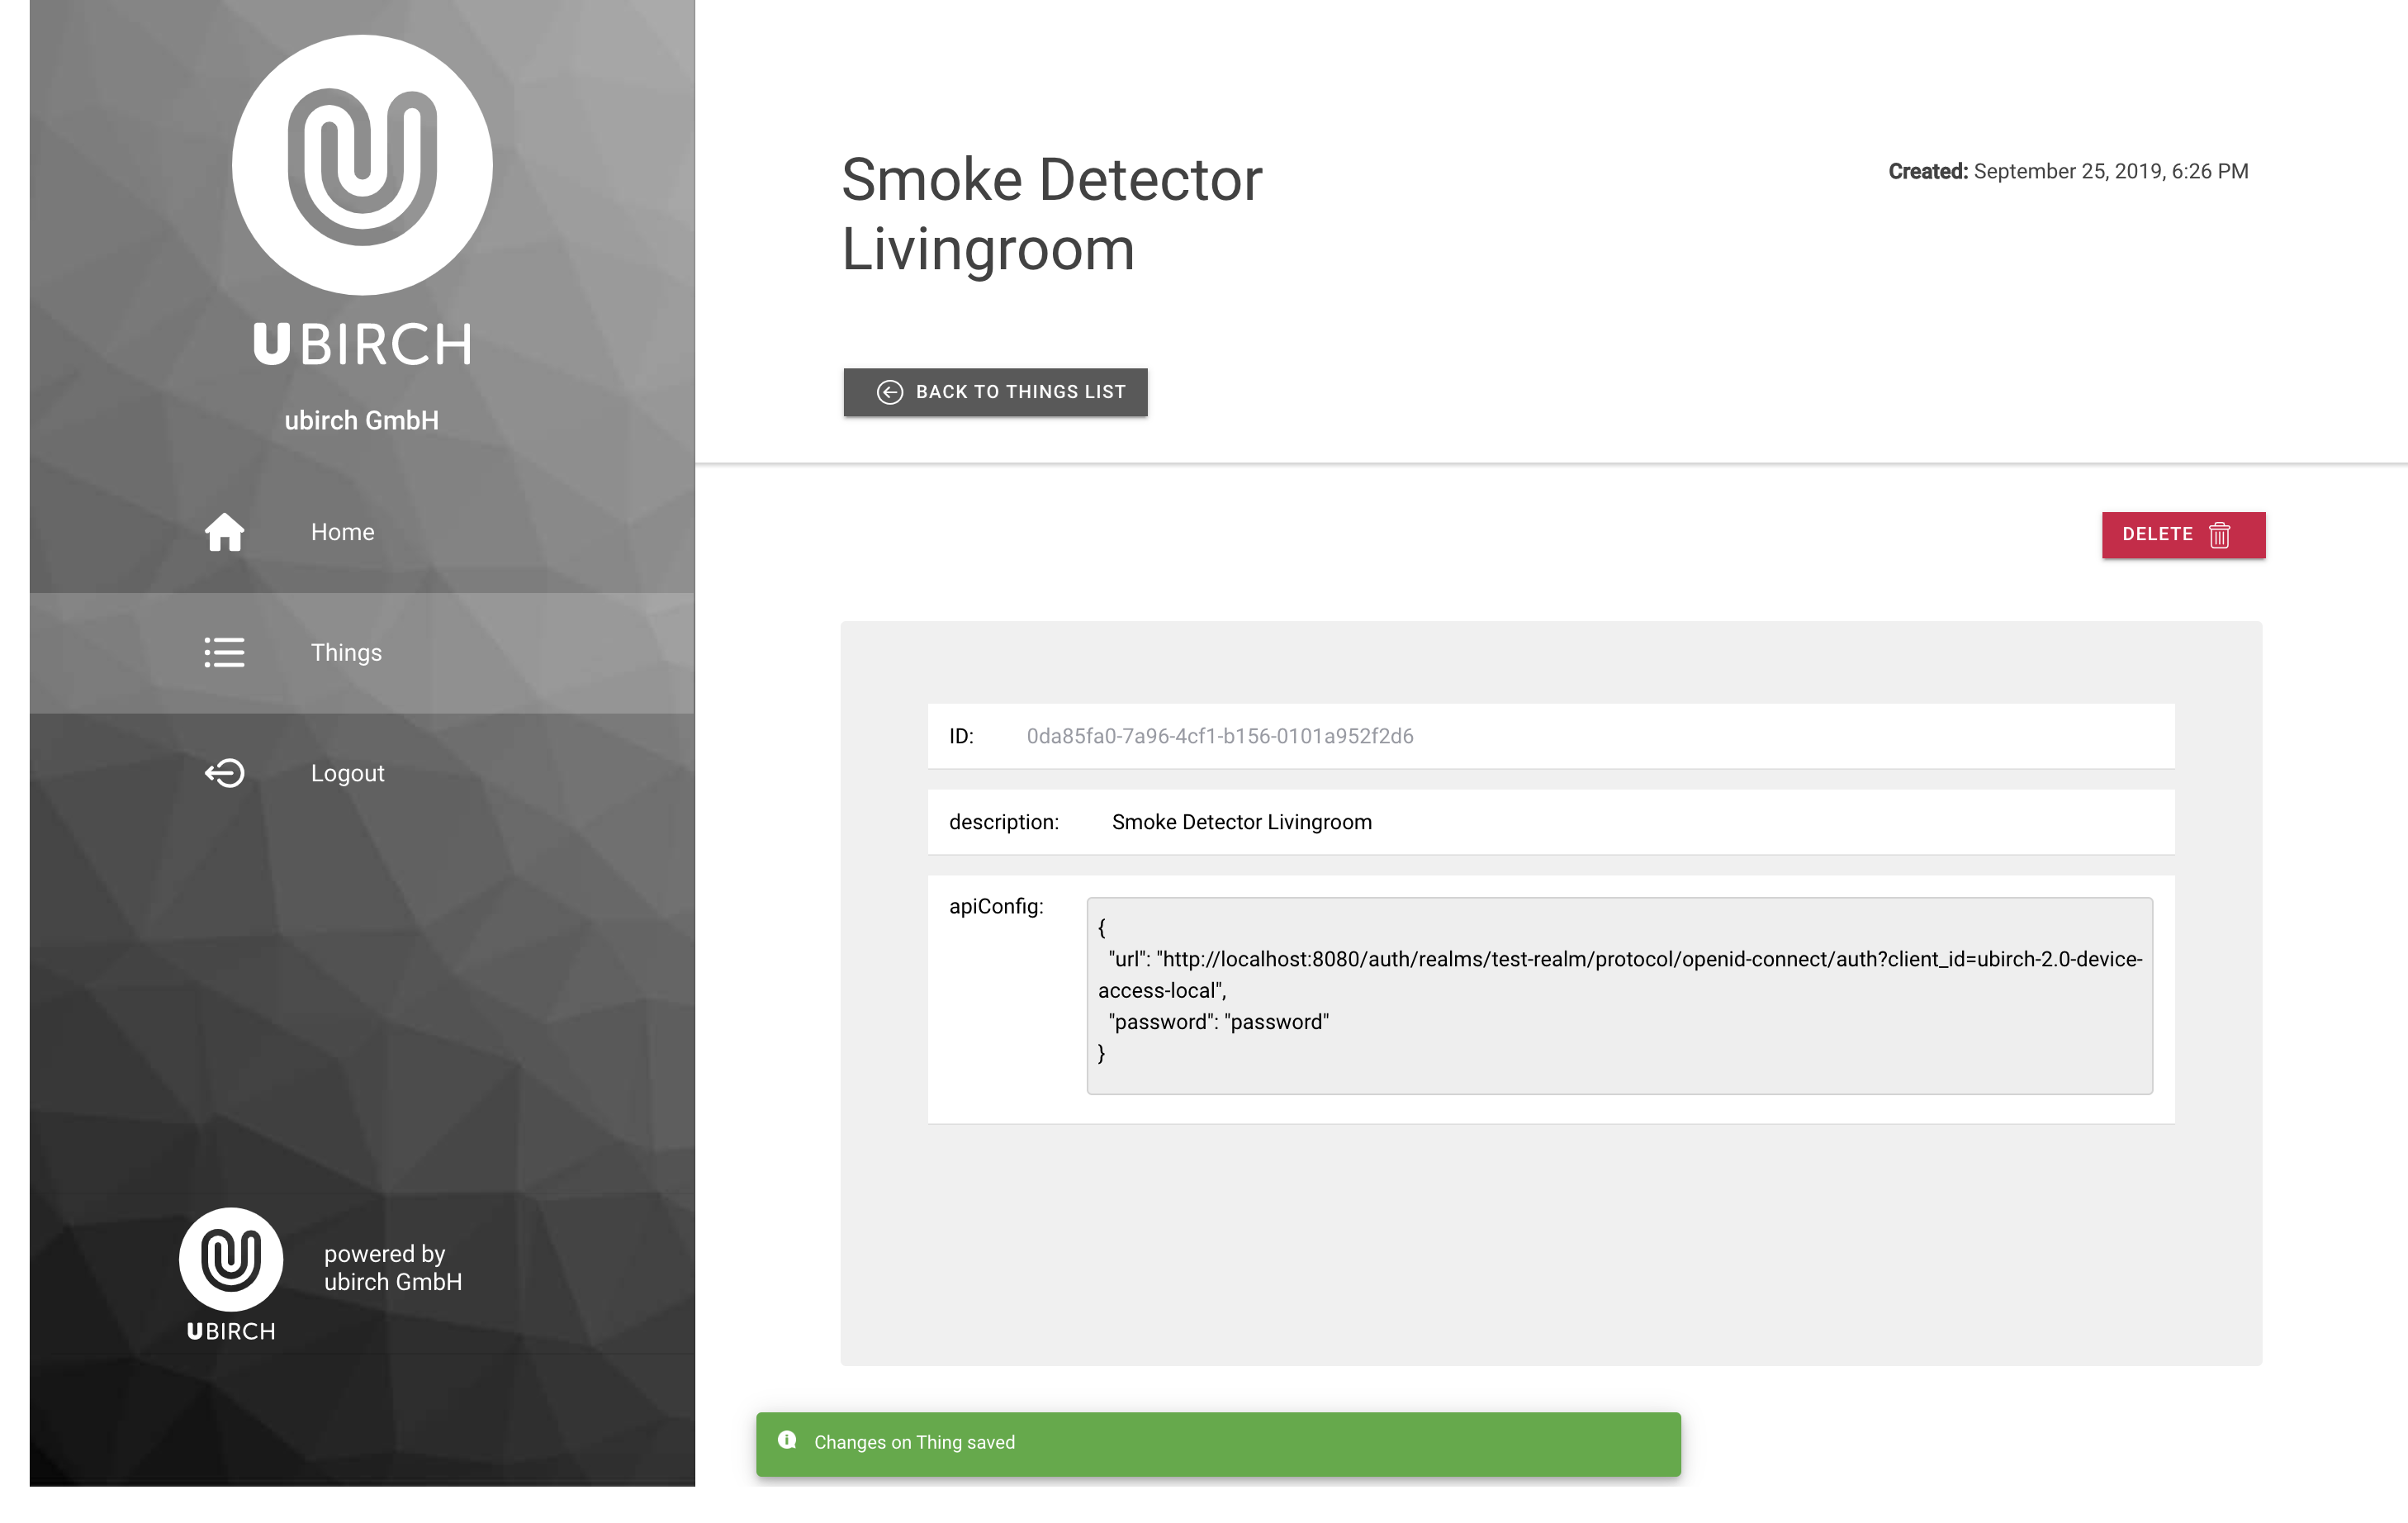 UBIRCH
ubirch GmbH
Home
Things
Logout
powered by
ubirch GmbH
UBIRCH
Smoke Detector
Livingroom
Created: September 25, 2019, 6:26 PM
BACK TO THINGS LIST
DELETE
ID: 0da85fa0-7a96-4cf1-b156-0101a952f2d6
description: Smoke Detector Livingroom
apiConfig:
{
"url": "http://localhost:8080/auth/realms/test-realm/protocol/openid-connect/auth?client_id=ubirch-2.0-device-
access-local",
"password": "password"
}
Changes on Thing saved